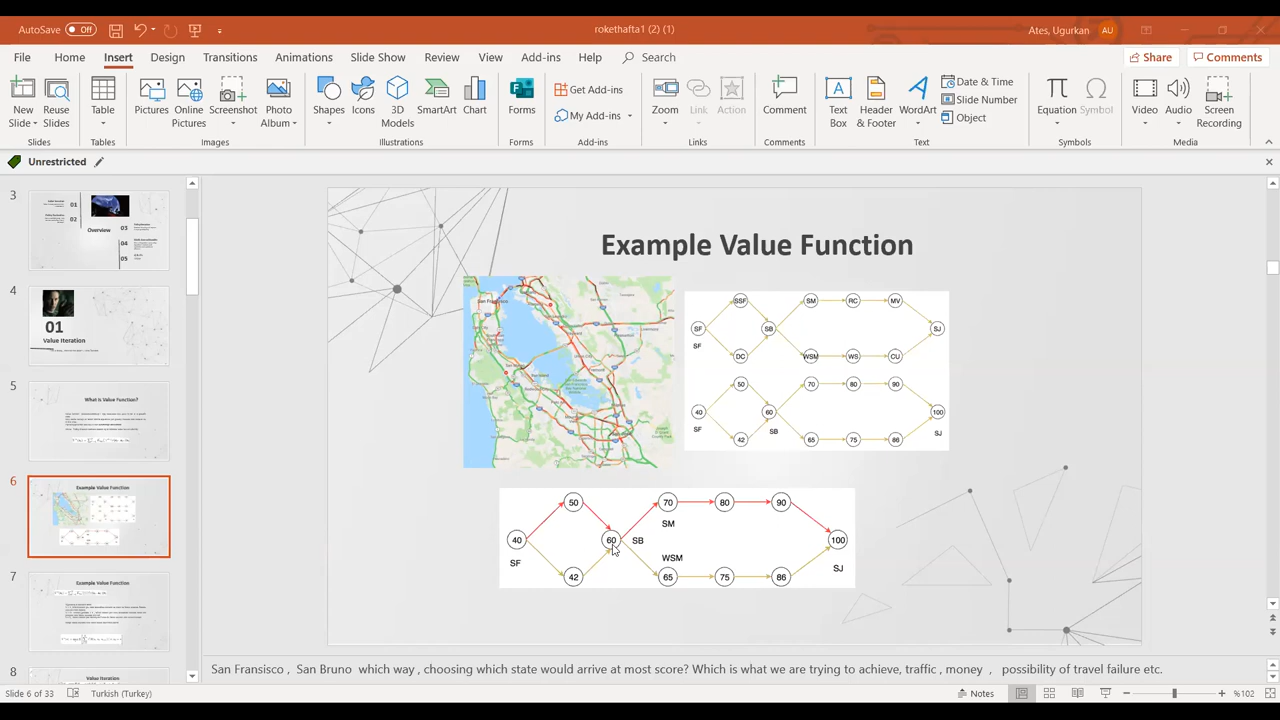 AutoSave Off
rokethafta1 (2) (1)
Ates, Ugurkan AU
File Home Insert Design Transitions Animations Slide Show Review View Add-ins Help Search
Share Comments
New Slide
Reuse Slides
Table
Pictures
Online Pictures
Screenshot
Photo Album
Shapes
Icons
3D Models
SmartArt
Chart
Forms
Get Add-ins
My Add-ins
Zoom
Link
Action
Comment
Text Box
Header & Footer
WordArt
Date & Time
Slide Number
Object
Equation
Symbol
Video
Audio
Screen Recording
Slides Tables Images Illustrations Forms Add-ins Links Comments Text Symbols Media
Unrestricted
3
01
02
Overview
03
04
05
4
01
Value Iteration
5
What is Value Function?
6
Example Value Function
7
8
Value Iteration
Example Value Function
SSF SM RC MV
SF SB SJ
SF
DC WSM WS CU
50 70 80 90
40 60 100
SF SB SJ
42 65 75 86
50 70 80 90
SM
40 60 SB 100
SF WSM SJ
42 65 75 86
San Fransisco , San Bruno which way , choosing which state would arrive at most score? Which is what we are trying to achieve, traffic , money , possibility of travel failure etc.
Slide 6 of 33 Turkish (Turkey) Notes %102